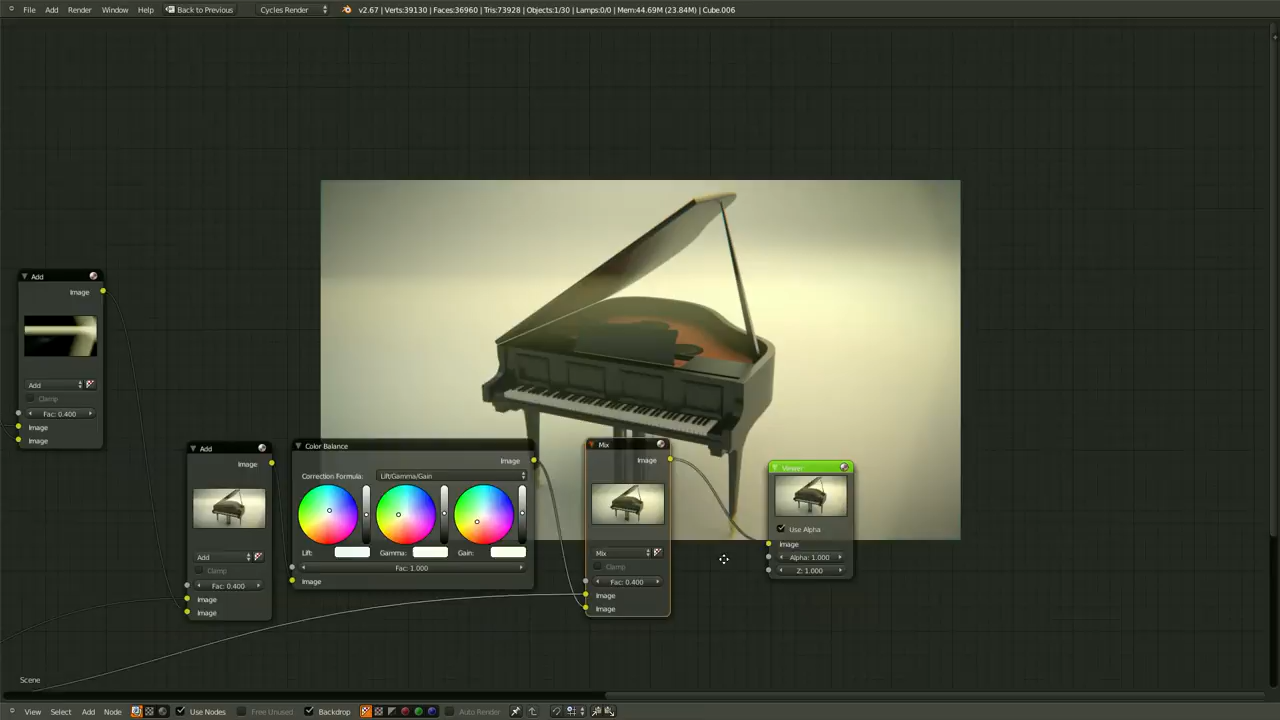 File Add Render Window Help Back to Previous Cycles Render v2.67 | Verts:39130 | Faces:36960 | Tris:73928 | Objects:1/30 | Lamps:0/0 | Mem:44.69M (23.84M) | Cube.006
Add
Image
Add
Clamp
Fac: 0.400
Image
Image
Add
Image
Add
Clamp
Fac: 0.400
Image
Image
Color Balance
Image
Correction Formula: Lift/Gamma/Gain
Lift: Gamma: Gain:
Fac: 1.000
Image
Mix
Image
Mix
Clamp
Fac: 0.400
Image
Image
Viewer
Use Alpha
Image
Alpha: 1.000
Z: 1.000
Scene
View Select Add Node Use Nodes Free Unused Backdrop Auto Render